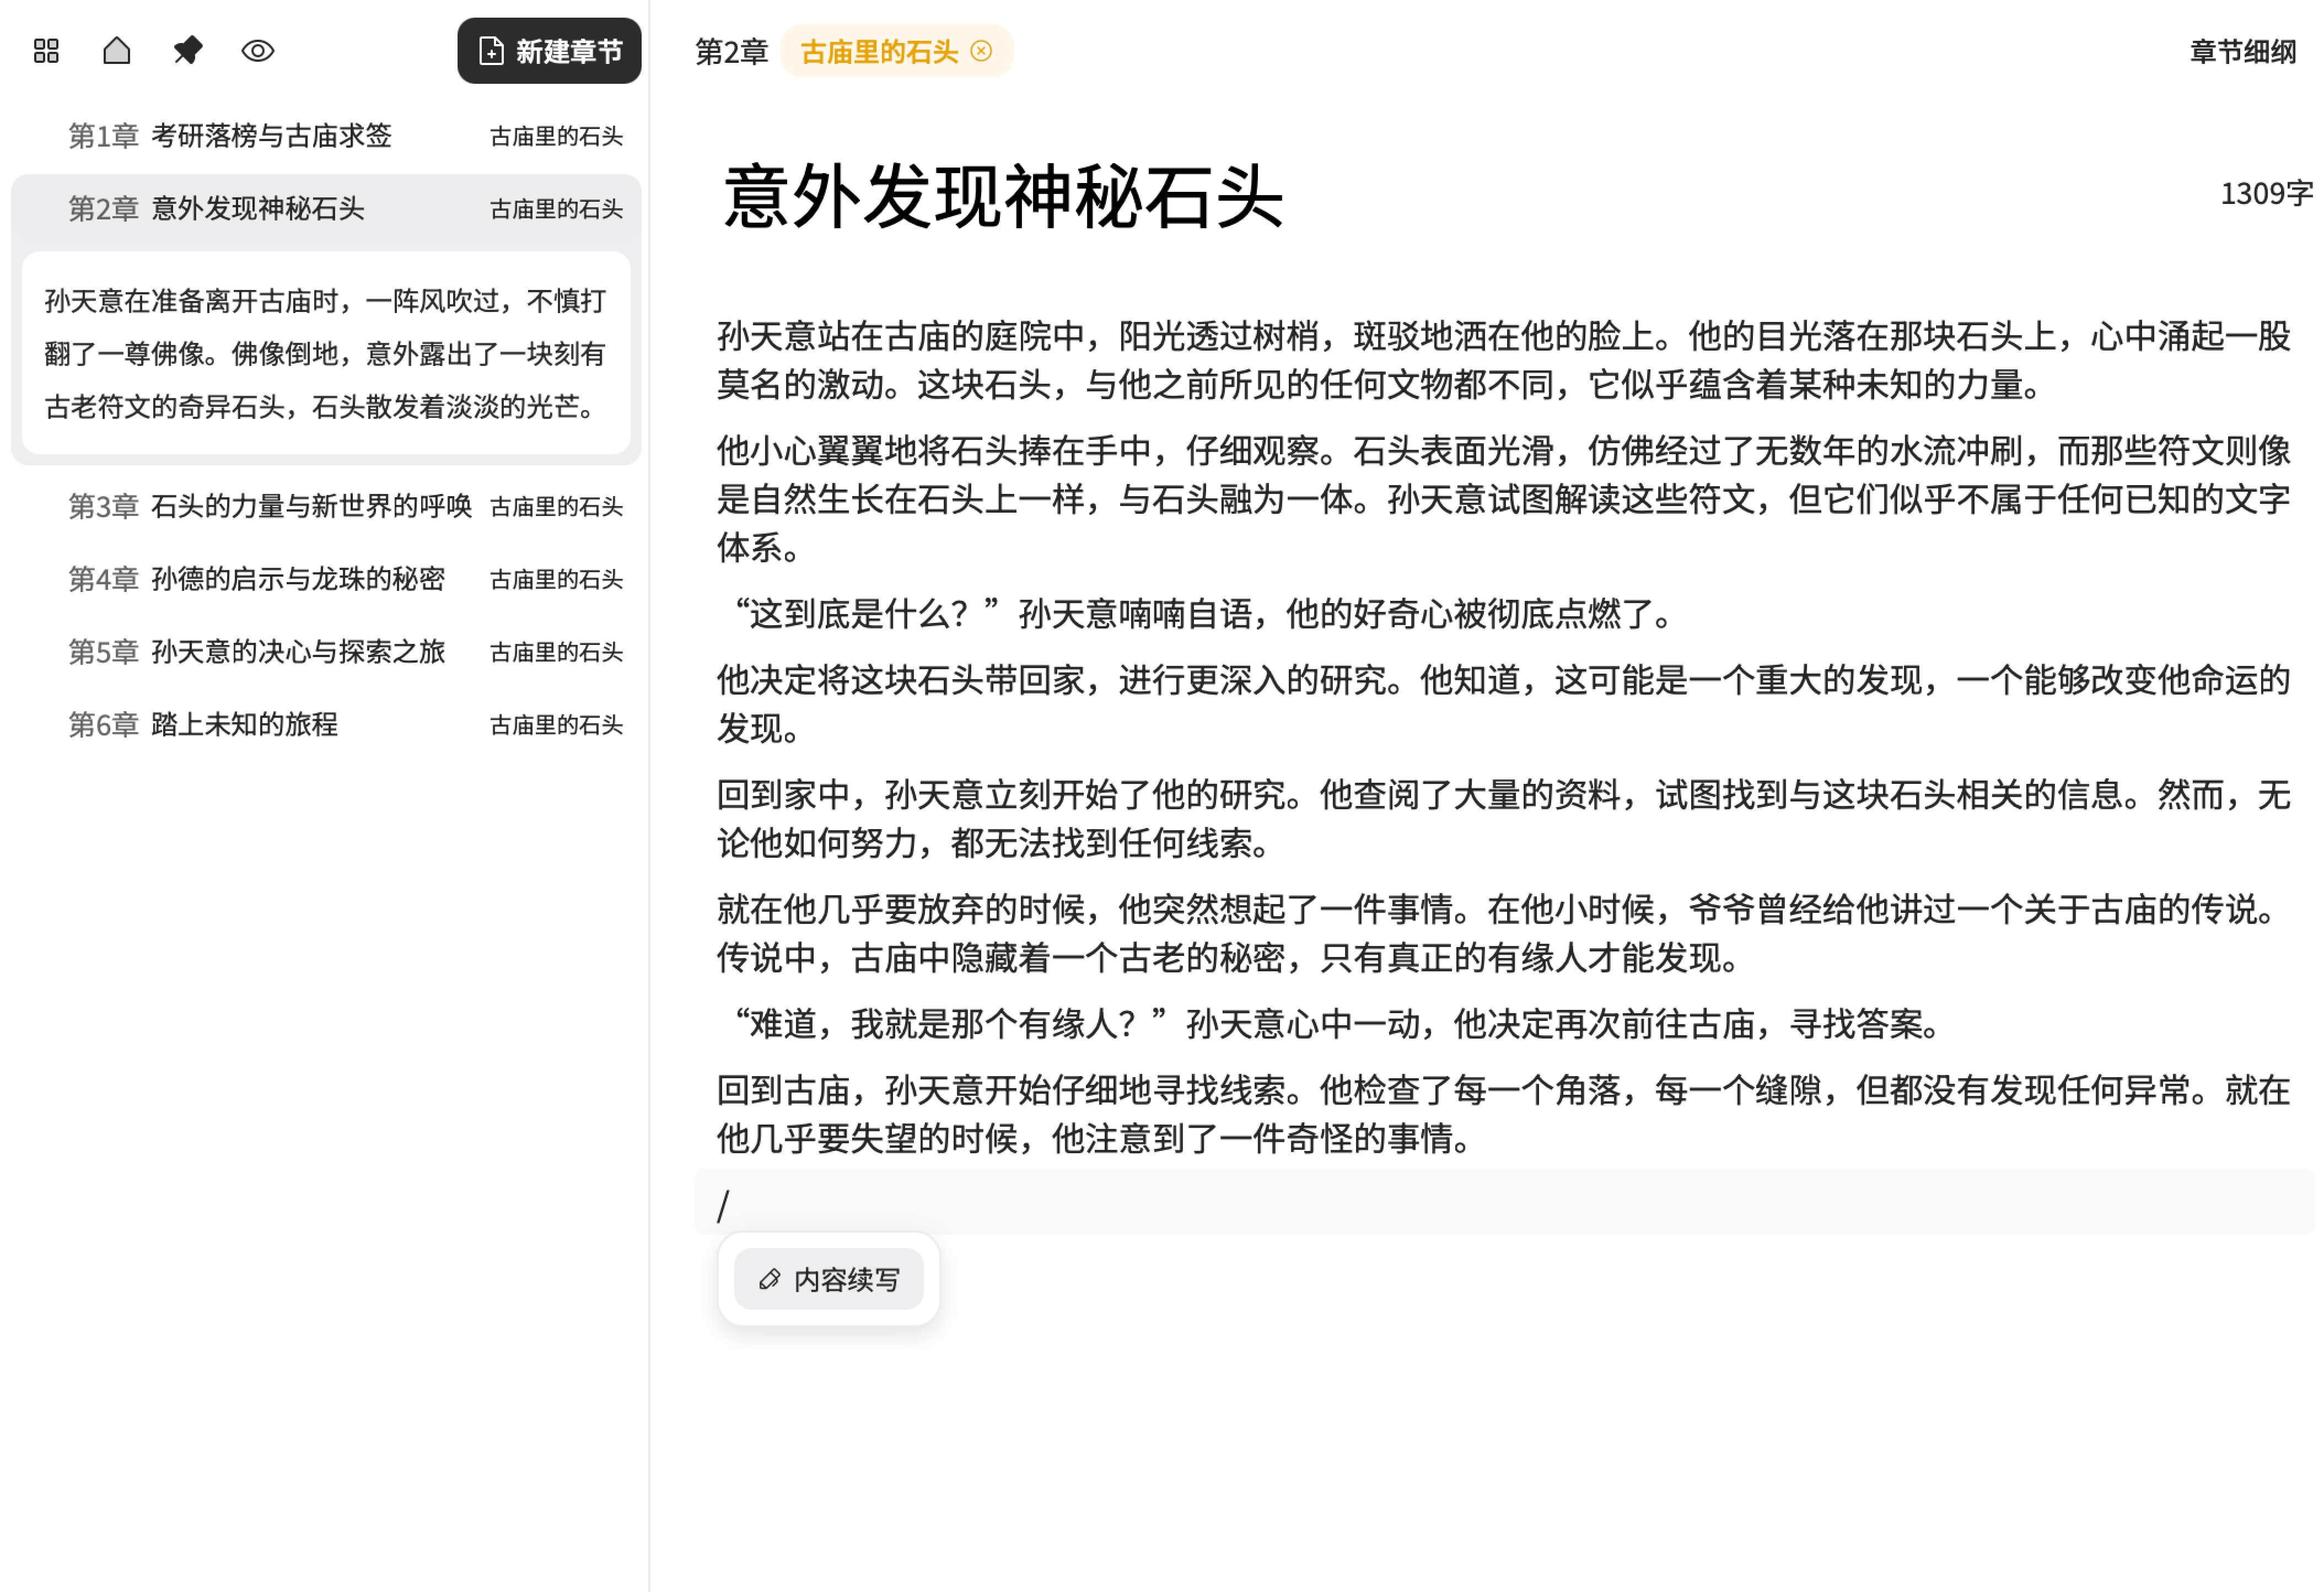 新建章节
第1章 考研落榜与古庙求签 古庙里的石头
第2章 意外发现神秘石头 古庙里的石头
孙天意在准备离开古庙时，一阵风吹过，不慎打
翻了一尊佛像。佛像倒地，意外露出了一块刻有
古老符文的奇异石头，石头散发着淡淡的光芒。
第3章 石头的力量与新世界的呼唤 古庙里的石头
第4章 孙德的启示与龙珠的秘密 古庙里的石头
第5章 孙天意的决心与探索之旅 古庙里的石头
第6章 踏上未知的旅程 古庙里的石头
第2章 古庙里的石头 章节细纲
意外发现神秘石头 1309字
孙天意站在古庙的庭院中，阳光透过树梢，斑驳地洒在他的脸上。他的目光落在那块石头上，心中涌起一股
莫名的激动。这块石头，与他之前所见的任何文物都不同，它似乎蕴含着某种未知的力量。
他小心翼翼地将石头捧在手中，仔细观察。石头表面光滑，仿佛经过了无数年的水流冲刷，而那些符文则像
是自然生长在石头上一样，与石头融为一体。孙天意试图解读这些符文，但它们似乎不属于任何已知的文字
体系。
“这到底是什么？”孙天意喃喃自语，他的好奇心被彻底点燃了。
他决定将这块石头带回家，进行更深入的研究。他知道，这可能是一个重大的发现，一个能够改变他命运的
发现。
回到家中，孙天意立刻开始了他的研究。他查阅了大量的资料，试图找到与这块石头相关的信息。然而，无
论他如何努力，都无法找到任何线索。
就在他几乎要放弃的时候，他突然想起了一件事情。在他小时候，爷爷曾经给他讲过一个关于古庙的传说。
传说中，古庙中隐藏着一个古老的秘密，只有真正的有缘人才能发现。
“难道，我就是那个有缘人？”孙天意心中一动，他决定再次前往古庙，寻找答案。
回到古庙，孙天意开始仔细地寻找线索。他检查了每一个角落，每一个缝隙，但都没有发现任何异常。就在
他几乎要失望的时候，他注意到了一件奇怪的事情。
/
内容续写